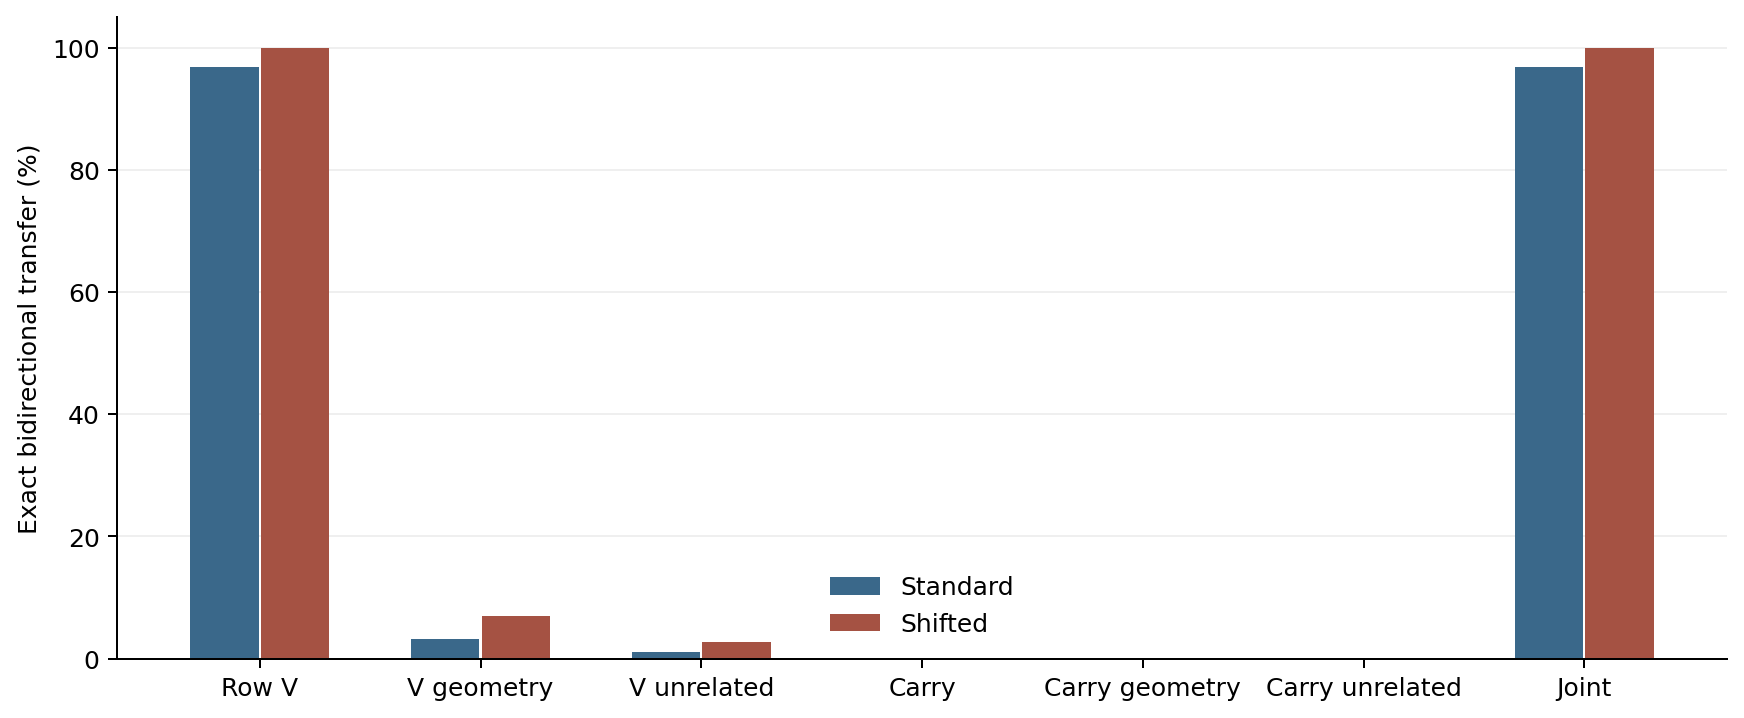 Exact bidirectional transfer (%)
100
80
60
40
20
0
Standard
Shifted
Row V
V geometry
V unrelated
Carry
Carry geometry
Carry unrelated
Joint